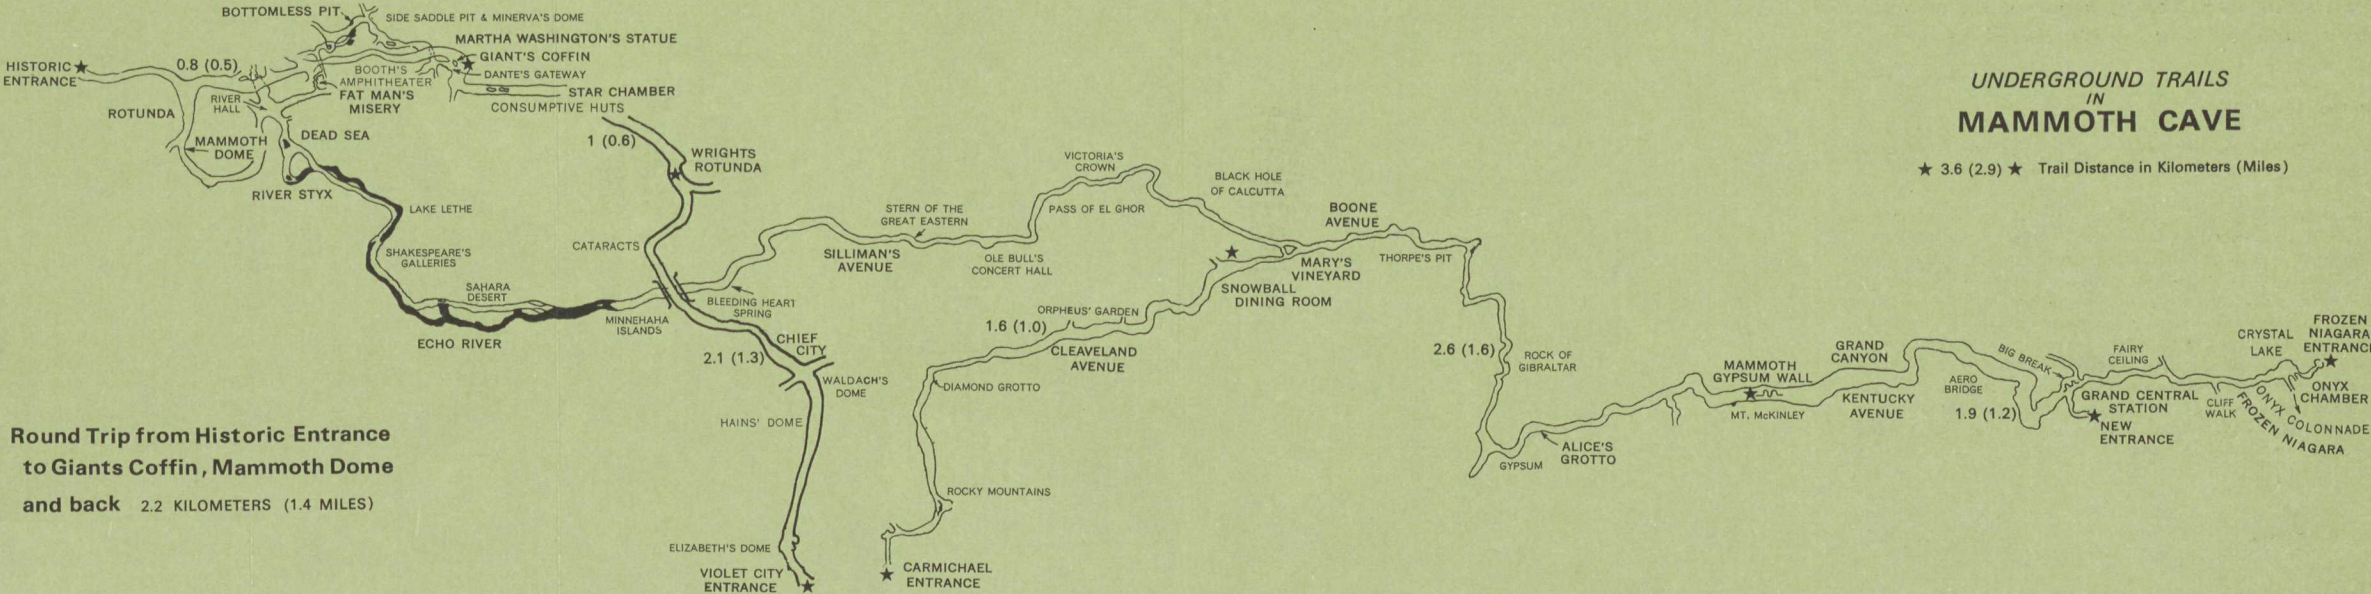 BOTTOMLESS PIT
SIDE SADDLE PIT & MINERVA'S DOME
MARTHA WASHINGTON'S STATUE
GIANT'S COFFIN
DANTE'S GATEWAY
STAR CHAMBER
CONSUMPTIVE HUTS
HISTORIC
ENTRANCE
0.8 (0.5)
BOOTH'S
AMPHITHEATER
FAT MAN'S
MISERY
RIVER
HALL
ROTUNDA
MAMMOTH
DOME
DEAD SEA
RIVER STYX
LAKE LETHE
SHAKESPEARE'S
GALLERIES
SAHARA
DESERT
ECHO RIVER
MINNEHAHA
ISLANDS
1 (0.6)
WRIGHTS
ROTUNDA
CATARACTS
BLEEDING HEART
SPRING
2.1 (1.3)
CHIEF
CITY
WALDACH'S
DOME
HAINS' DOME
ELIZABETH'S DOME
VIOLET CITY
ENTRANCE
SILLIMAN'S
AVENUE
STERN OF THE
GREAT EASTERN
OLE BULL'S
CONCERT HALL
VICTORIA'S
CROWN
PASS OF EL GHOR
BLACK HOLE
OF CALCUTTA
BOONE
AVENUE
MARY'S
VINEYARD
THORPE'S PIT
SNOWBALL
DINING ROOM
ORPHEUS' GARDEN
1.6 (1.0)
CLEAVELAND
AVENUE
DIAMOND GROTTO
ROCKY MOUNTAINS
CARMICHAEL
ENTRANCE
2.6 (1.6)
ROCK OF
GIBRALTAR
GYPSUM
ALICE'S
GROTTO
MAMMOTH
GYPSUM WALL
MT. McKINLEY
GRAND
CANYON
KENTUCKY
AVENUE
AERO
BRIDGE
1.9 (1.2)
BIG BREAK
FAIRY
CEILING
GRAND CENTRAL
STATION
NEW
ENTRANCE
CLIFF
WALK
CRYSTAL
LAKE
FROZEN
NIAGARA
ENTRANCE
ONYX
CHAMBER
ONYX COLONNADE
FROZEN NIAGARA
UNDERGROUND TRAILS
IN
MAMMOTH CAVE
★ 3.6 (2.9) ★ Trail Distance in Kilometers (Miles)
Round Trip from Historic Entrance
to Giants Coffin, Mammoth Dome
and back 2.2 KILOMETERS (1.4 MILES)